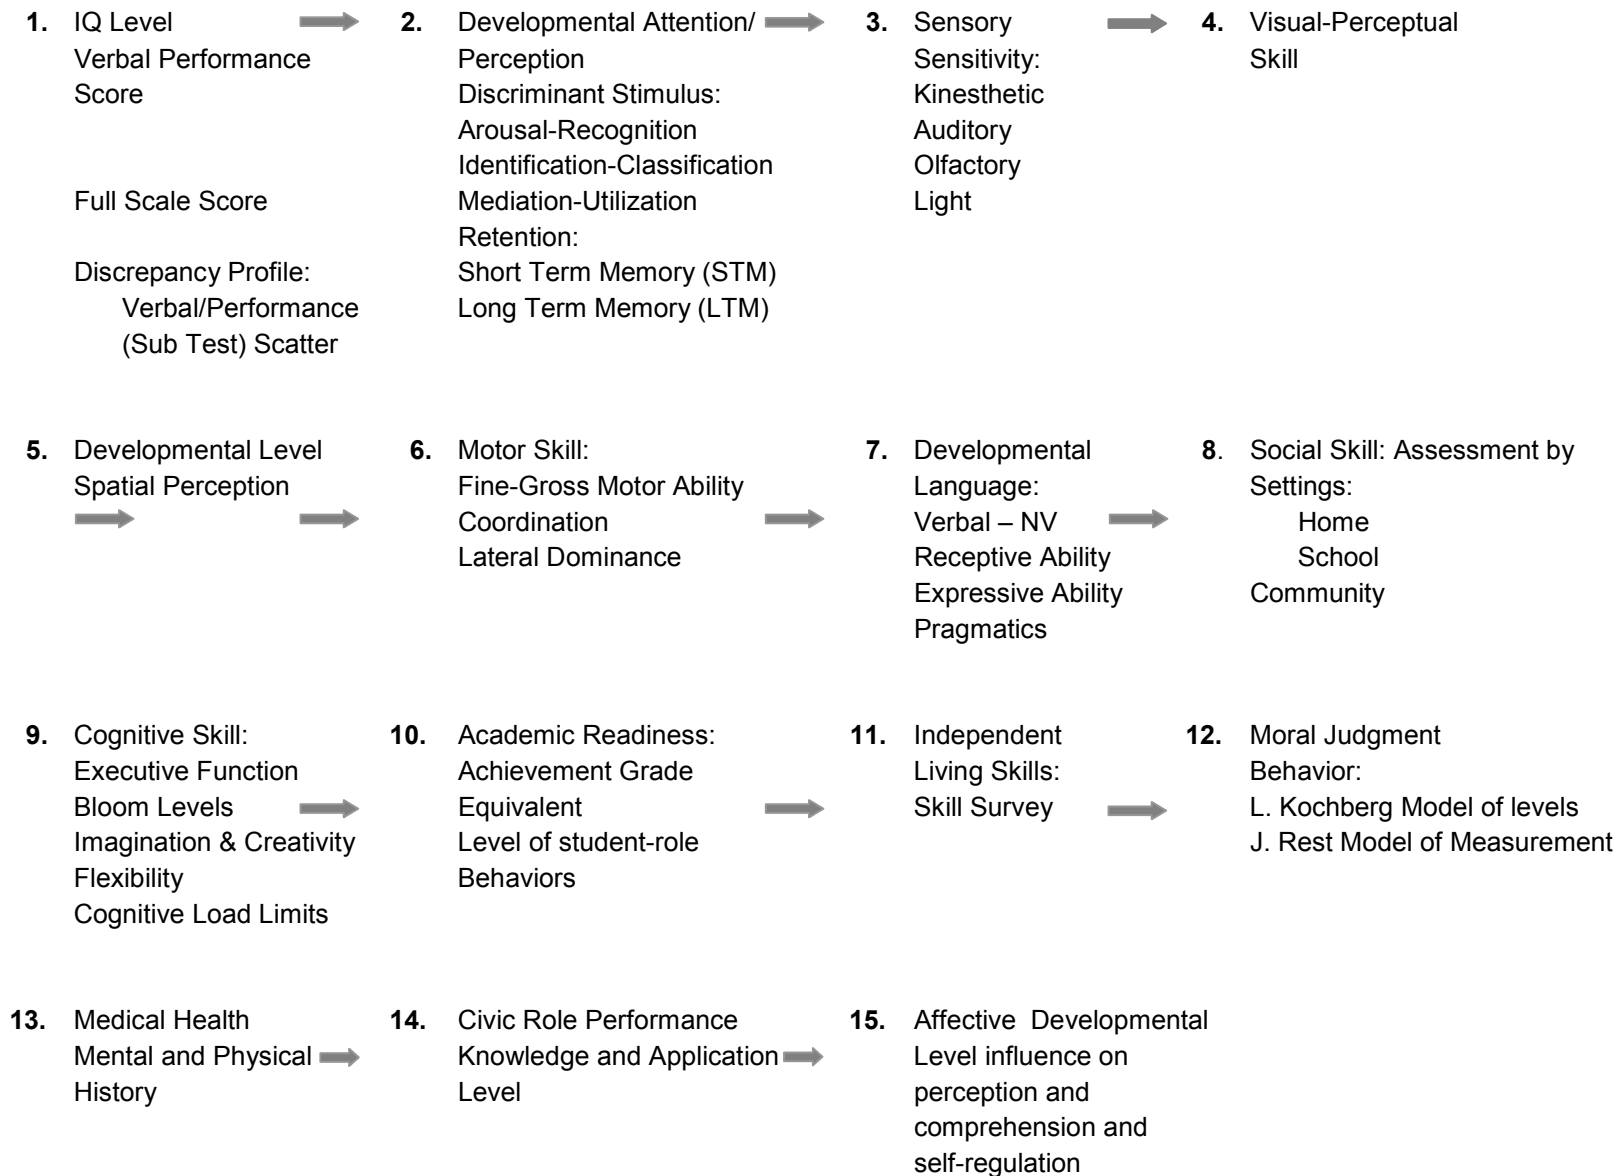 1. IQ Level
Verbal Performance
Score
Full Scale Score
Discrepancy Profile:
Verbal/Performance
(Sub Test) Scatter
2. Developmental Attention/
Perception
Discriminant Stimulus:
Arousal-Recognition
Identification-Classification
Mediation-Utilization
Retention:
Short Term Memory (STM)
Long Term Memory (LTM)
3. Sensory
Sensitivity:
Kinesthetic
Auditory
Olfactory
Light
4. Visual-Perceptual
Skill
5. Developmental Level
Spatial Perception
6. Motor Skill:
Fine-Gross Motor Ability
Coordination
Lateral Dominance
7. Developmental
Language:
Verbal – NV
Receptive Ability
Expressive Ability
Pragmatics
8. Social Skill: Assessment by
Settings:
Home
School
Community
9. Cognitive Skill:
Executive Function
Bloom Levels
Imagination & Creativity
Flexibility
Cognitive Load Limits
10. Academic Readiness:
Achievement Grade
Equivalent
Level of student-role
Behaviors
11. Independent
Living Skills:
Skill Survey
12. Moral Judgment
Behavior:
L. Kochberg Model of levels
J. Rest Model of Measurement
13. Medical Health
Mental and Physical
History
14. Civic Role Performance
Knowledge and Application
Level
15. Affective Developmental
Level influence on
perception and
comprehension and
self-regulation